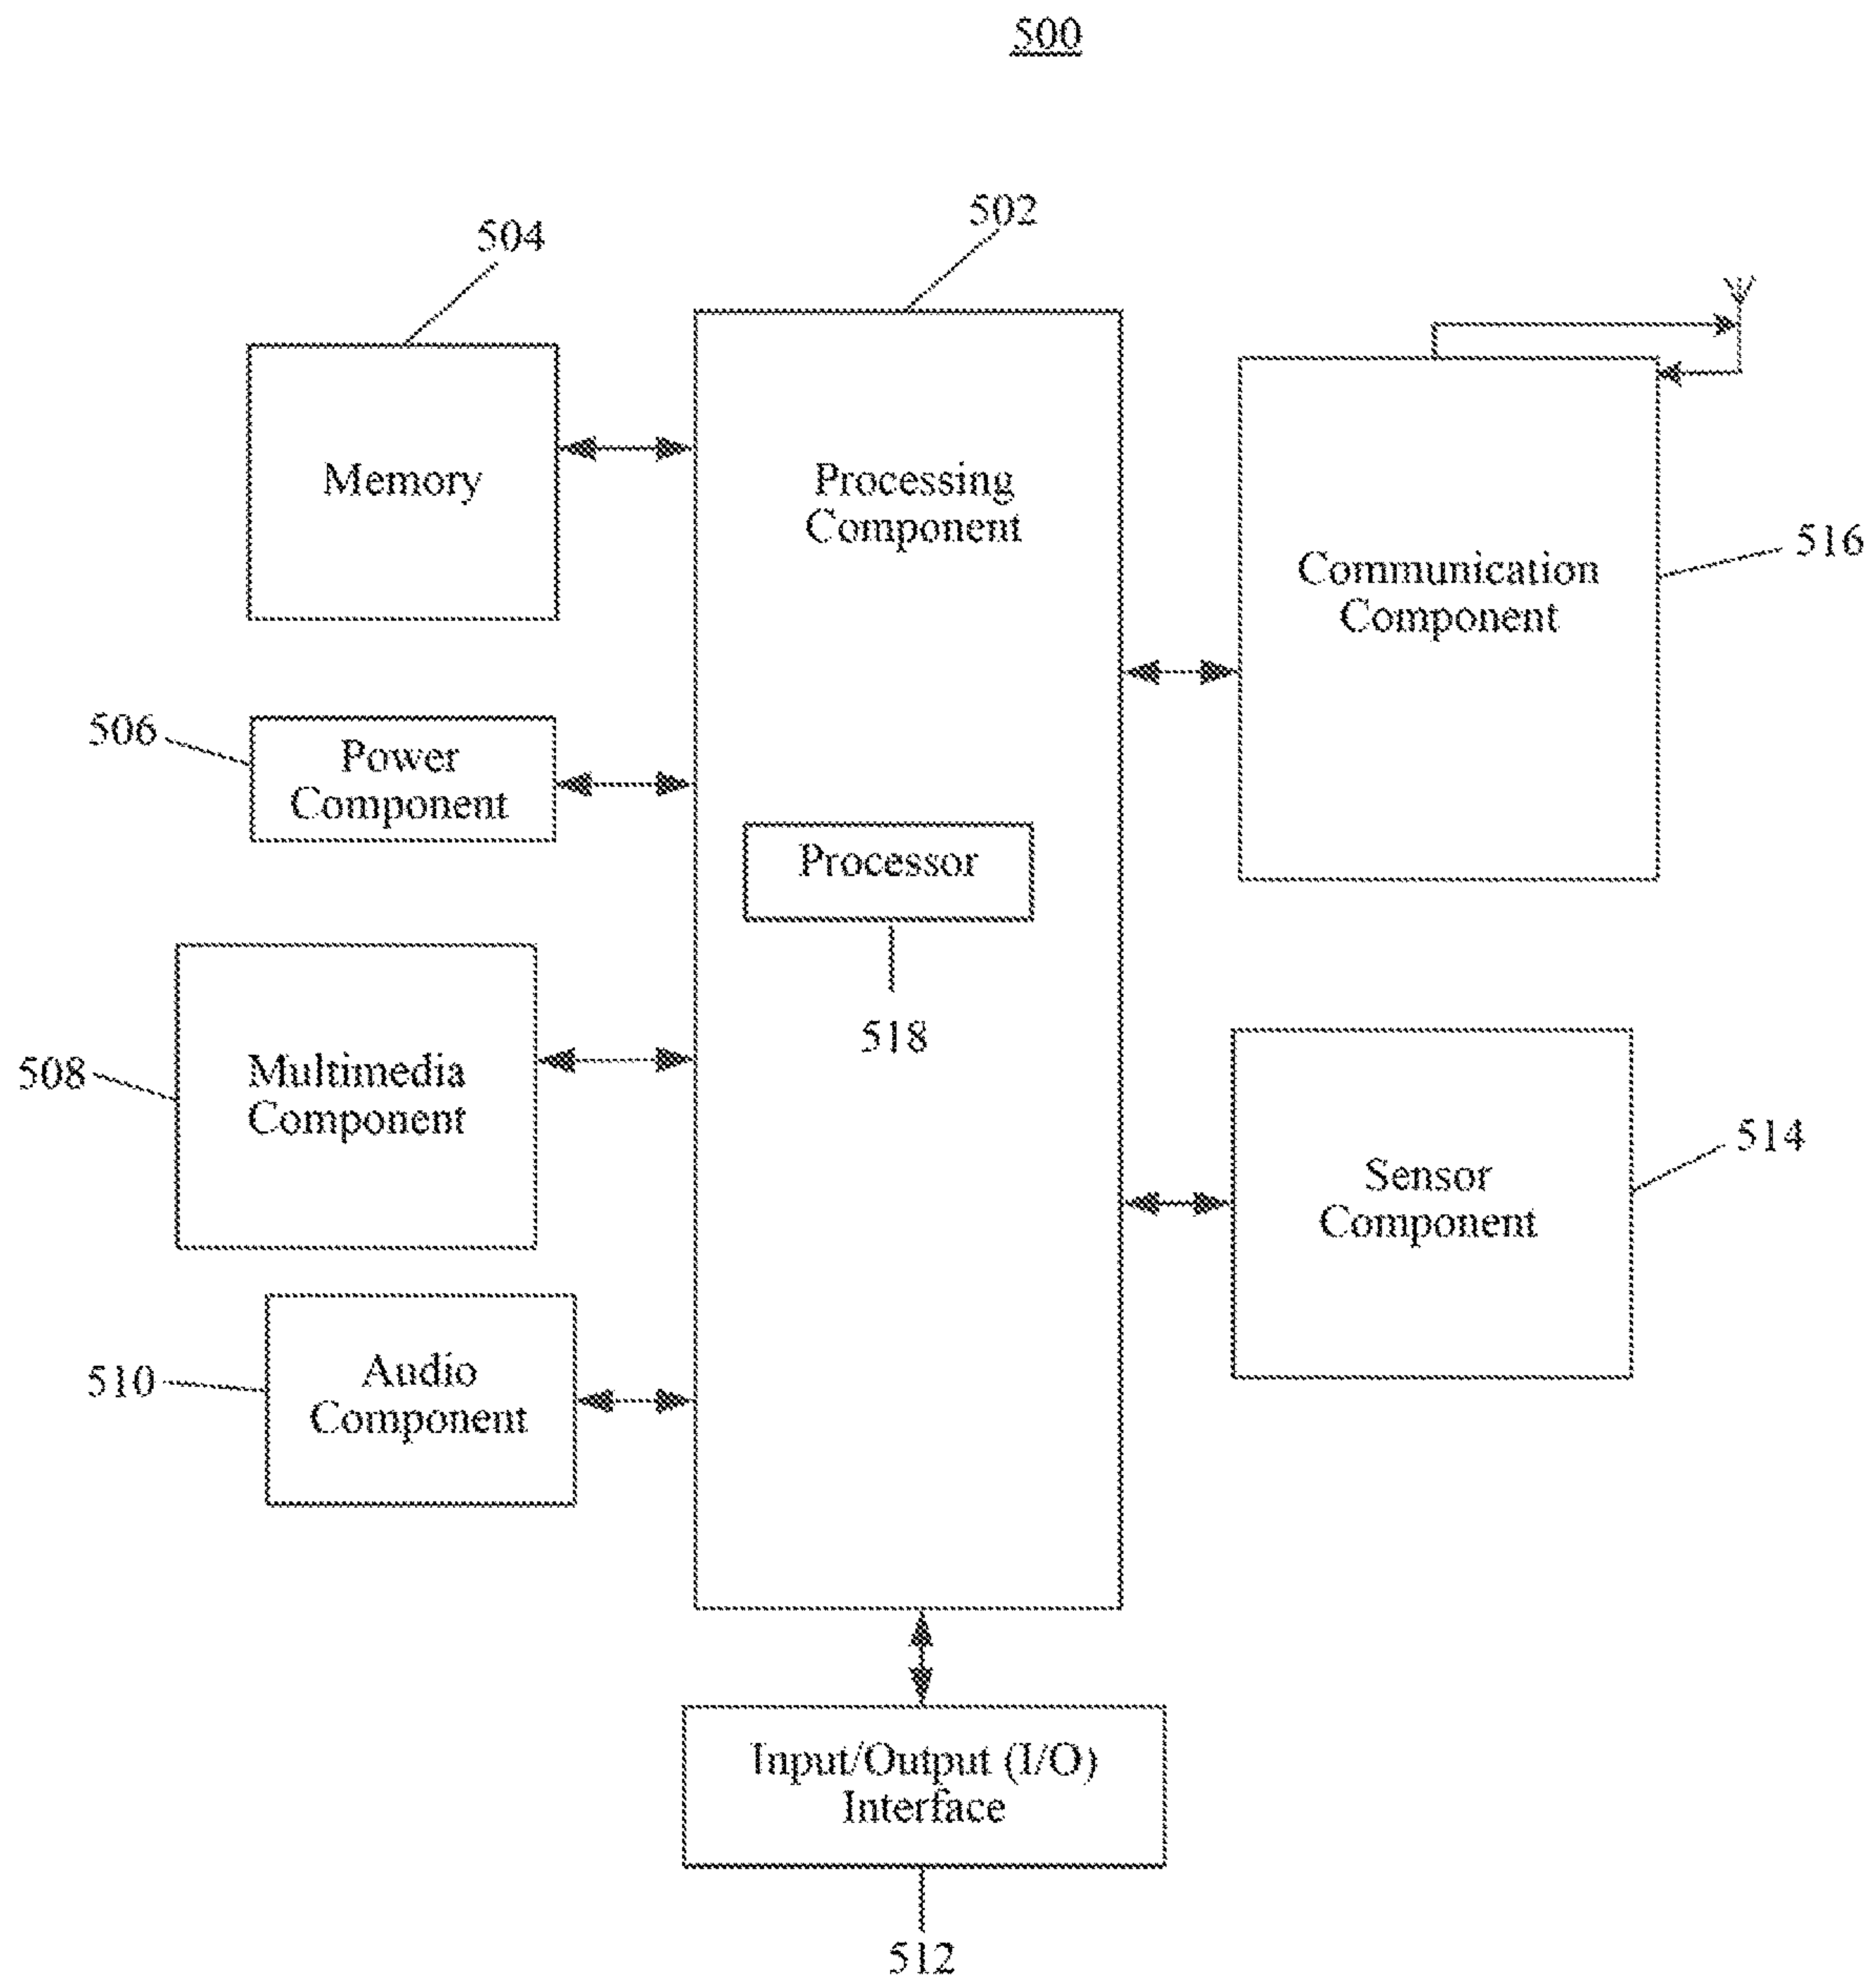 500
502
504
Memory
Processing
Component
Communication
Component
516
506
Power
Component
Processor
518
508
Multimedia
Component
Sensor
Component
514
510
Audio
Component
Input/Output (I/O)
Interface
512